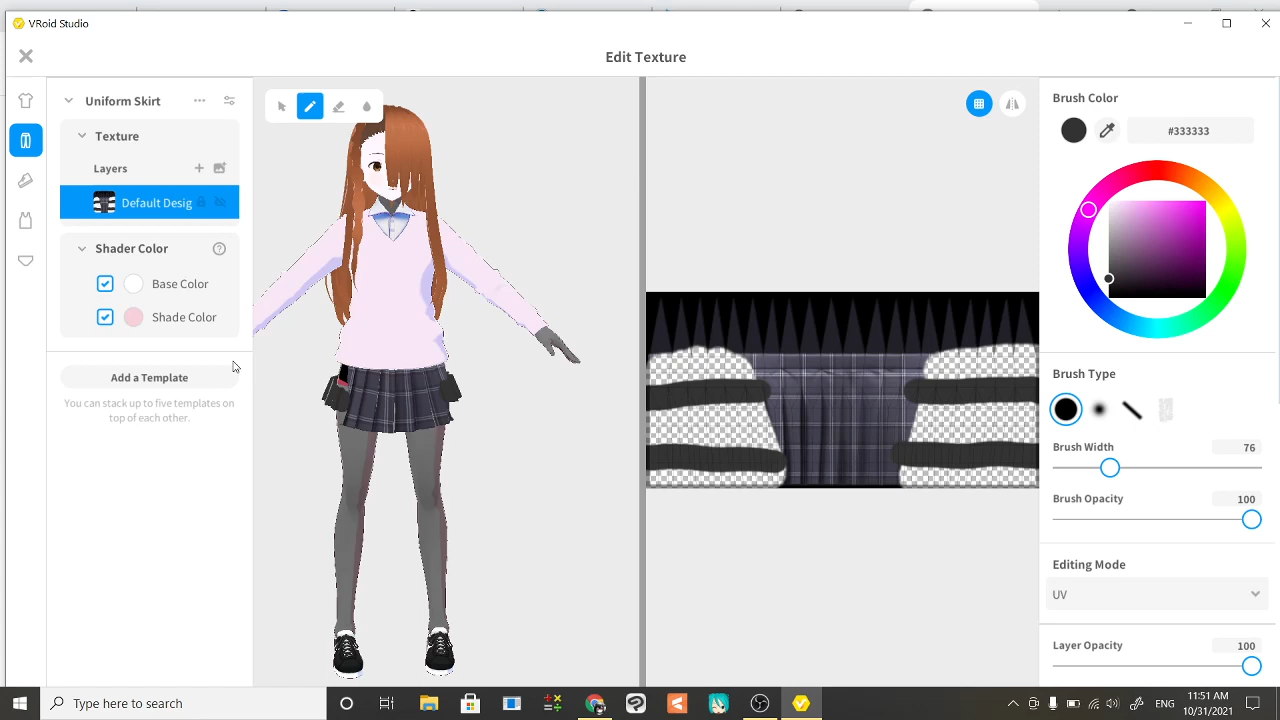 VRoid Studio
Edit Texture
Uniform Skirt
Texture
Layers
Default Desig
Shader Color
Base Color
Shade Color
Add a Template
You can stack up to five templates on
top of each other.
Brush Color
#333333
Brush Type
Brush Width
76
Brush Opacity
100
Editing Mode
UV
Layer Opacity
100
Type here to search
ENG
11:51 AM
10/31/2021